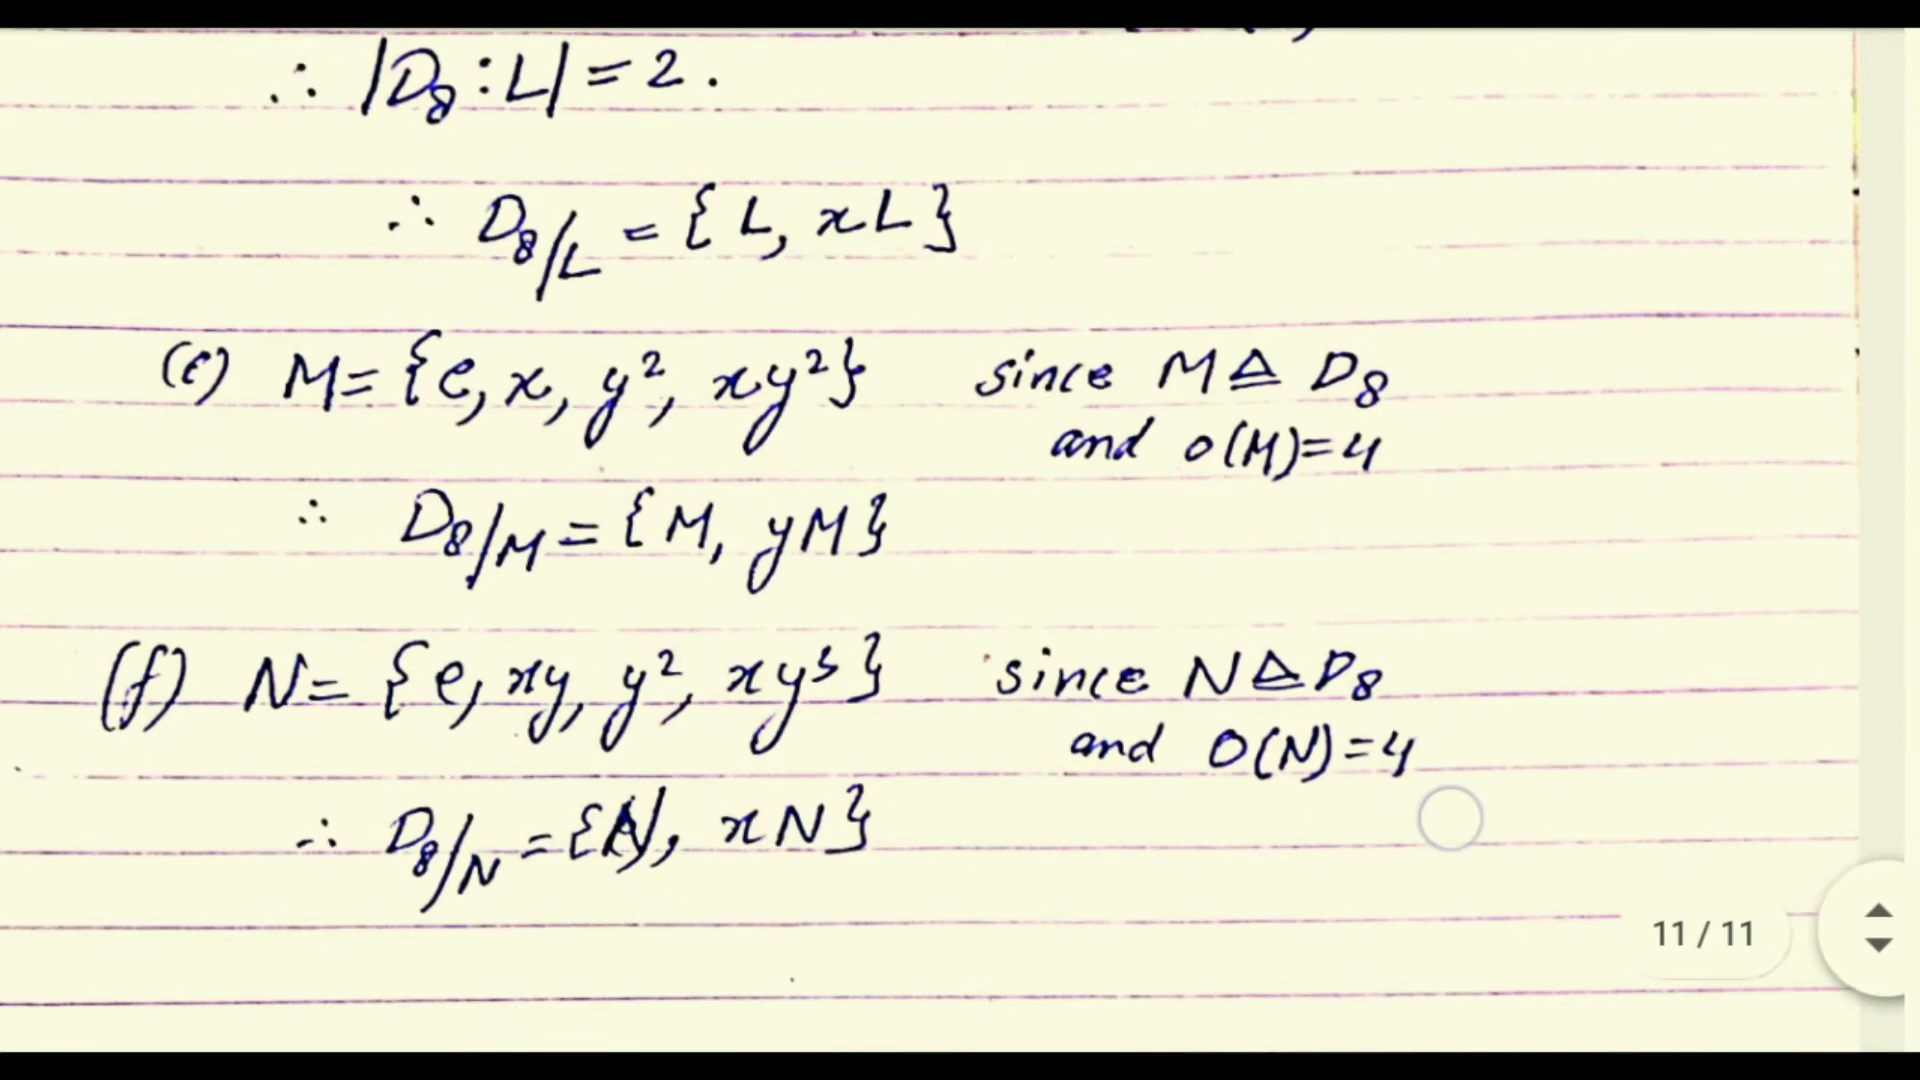 ∴ |D₈ : L| = 2.
∴ D₈/L = {L, xL}
(e) M = {e, x, y², xy²} since M ⊴ D₈
and o(M)=4
∴ D₈/M = {M, yM}
(f) N = {e, xy, y², xy³} since N ⊴ D₈
and O(N)=4
∴ D₈/N = {N, xN}
11 / 11